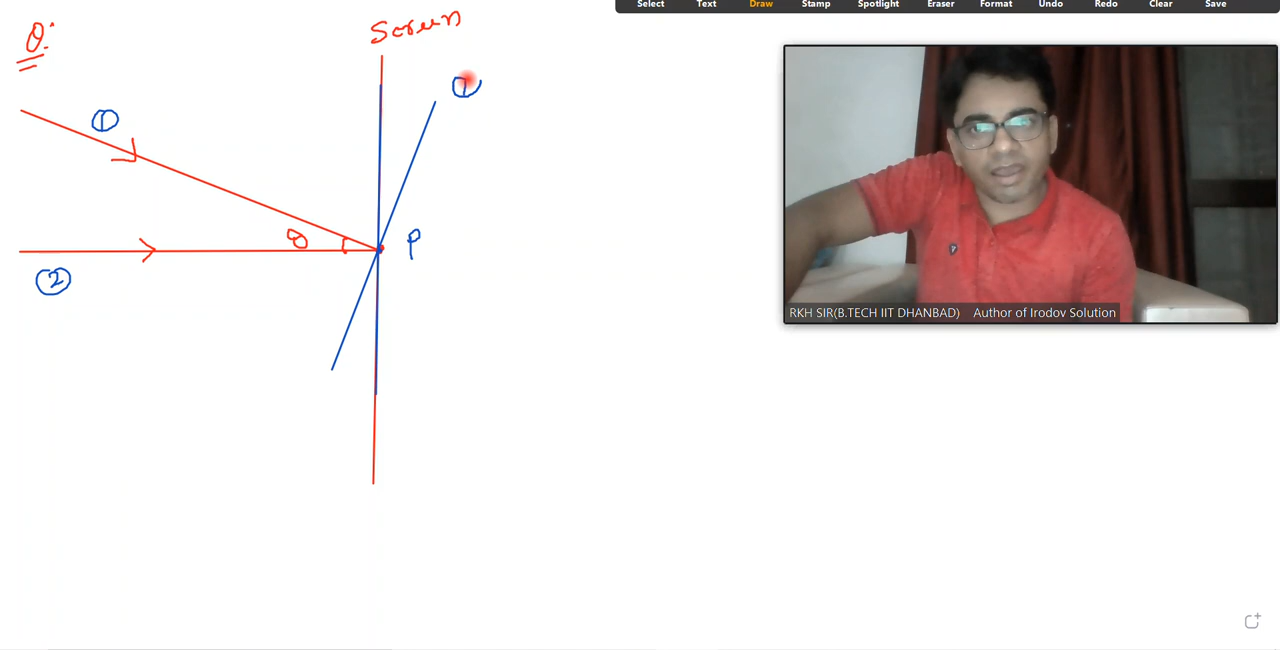 Select Text Draw Stamp Spotlight Eraser Format Undo Redo Clear Save
Q:
Screen
①
①
θ
P
②
RKH SIR(B.TECH IIT DHANBAD) Author of Irodov Solution